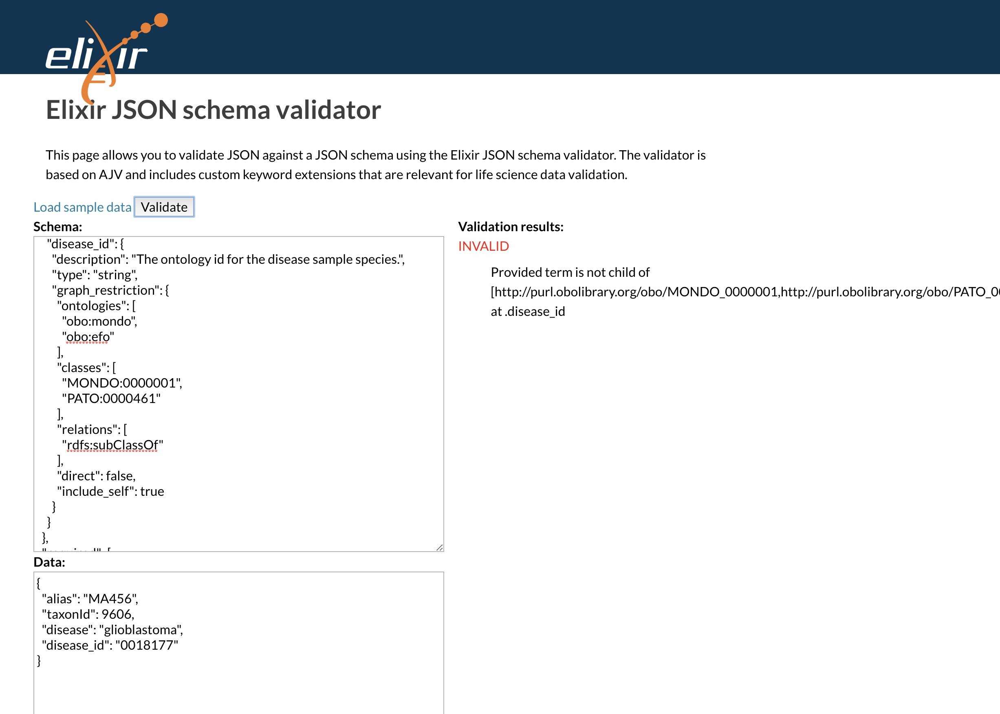 elixir
Elixir JSON schema validator
This page allows you to validate JSON against a JSON schema using the Elixir JSON schema validator. The validator is
based on AJV and includes custom keyword extensions that are relevant for life science data validation.
Load sample data Validate
Schema:
"disease_id": {
"description": "The ontology id for the disease sample species.",
"type": "string",
"graph_restriction": {
"ontologies": [
"obo:mondo",
"obo:efo"
],
"classes": [
"MONDO:0000001",
"PATO:0000461"
],
"relations": [
"rdfs:subClassOf"
],
"direct": false,
"include_self": true
}
}
},
Validation results:
INVALID
Provided term is not child of
[http://purl.obolibrary.org/obo/MONDO_0000001,http://purl.obolibrary.org/obo/PATO_00
at .disease_id
Data:
{
"alias": "MA456",
"taxonId": 9606,
"disease": "glioblastoma",
"disease_id": "0018177"
}